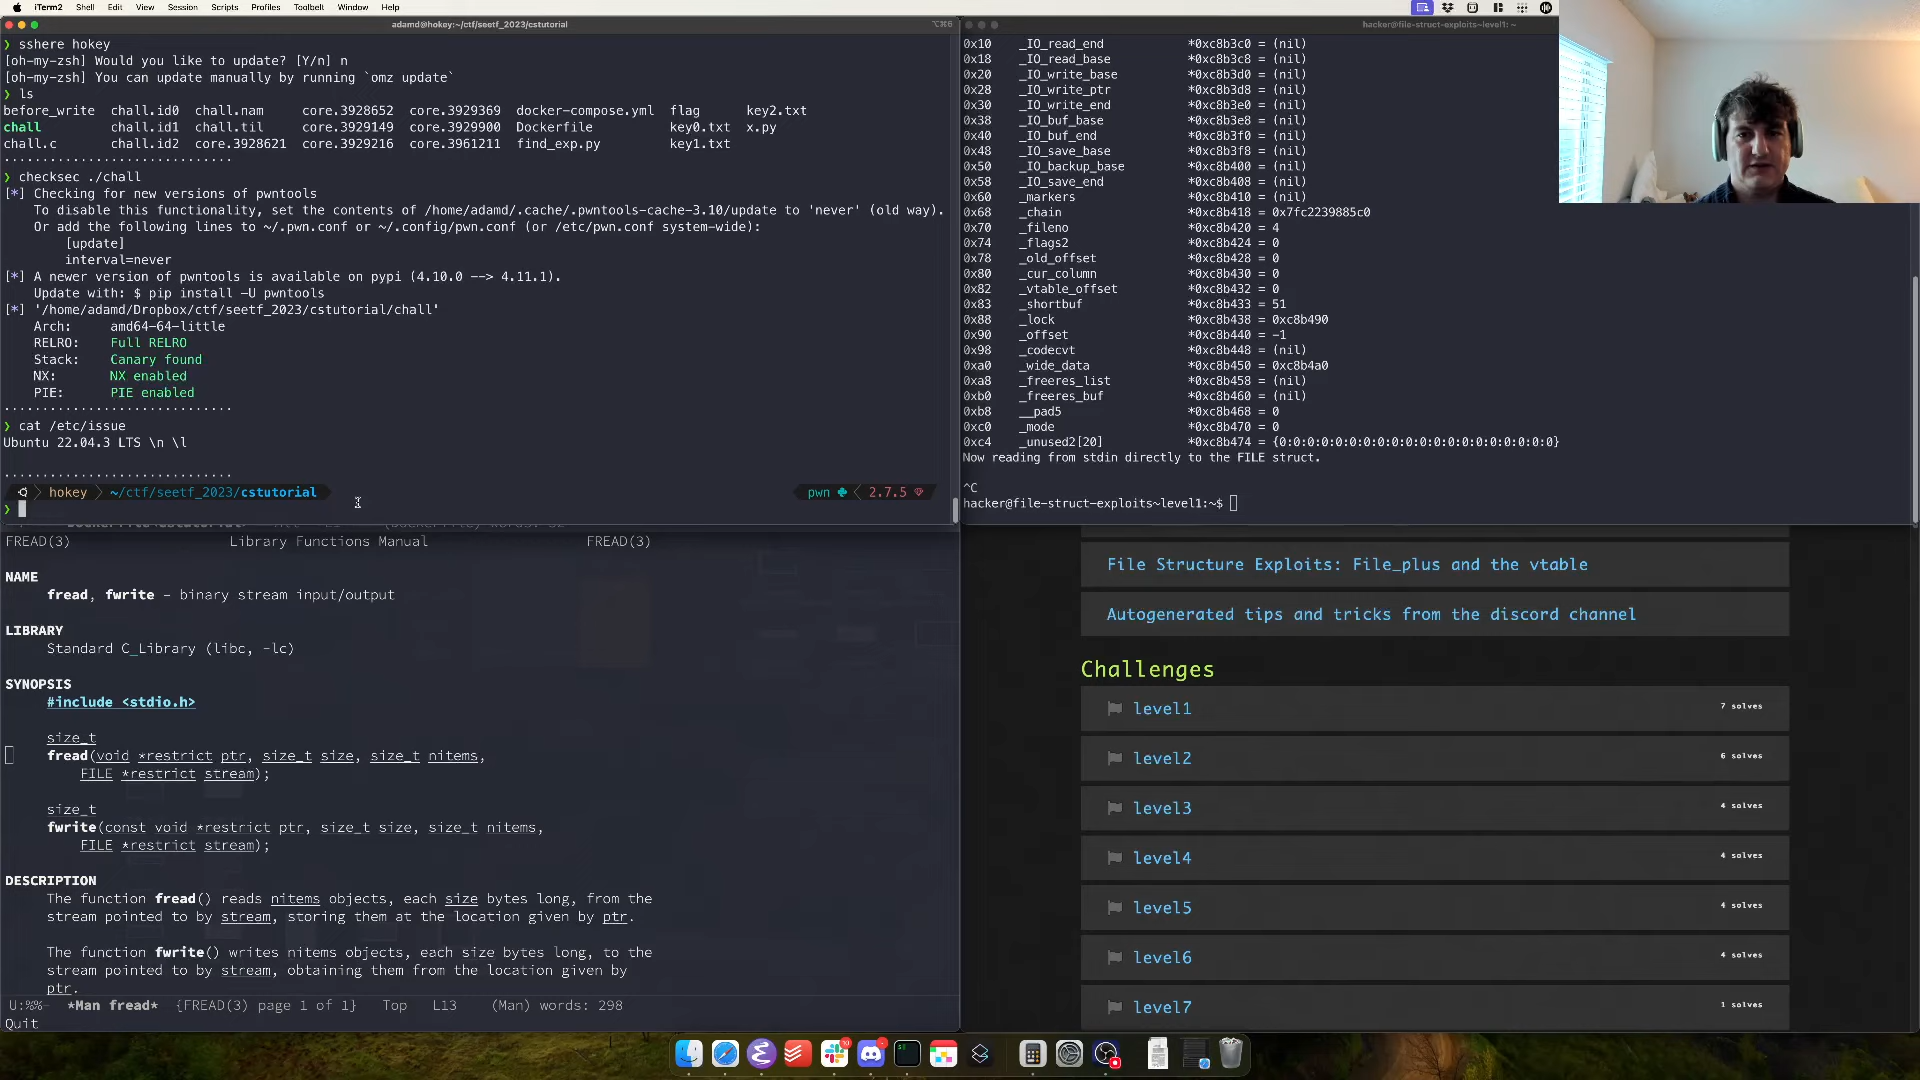 iTerm2 Shell Edit View Session Scripts Profiles Toolbelt Window Help
adamd@hokey:~/ctf/seetf_2023/cstutorial
⌥⌘6
❯ sshere hokey
[oh-my-zsh] Would you like to update? [Y/n] n
[oh-my-zsh] You can update manually by running `omz update`
❯ ls
before_write chall.id0 chall.nam core.3928652 core.3929369 docker-compose.yml flag key2.txt
chall chall.id1 chall.til core.3929149 core.3929900 Dockerfile key0.txt x.py
chall.c chall.id2 core.3928621 core.3929216 core.3961211 find_exp.py key1.txt
❯ checksec ./chall
[*] Checking for new versions of pwntools
To disable this functionality, set the contents of /home/adamd/.cache/.pwntools-cache-3.10/update to 'never' (old way).
Or add the following lines to ~/.pwn.conf or ~/.config/pwn.conf (or /etc/pwn.conf system-wide):
[update]
interval=never
[*] A newer version of pwntools is available on pypi (4.10.0 --> 4.11.1).
Update with: $ pip install -U pwntools
[*] '/home/adamd/Dropbox/ctf/seetf_2023/cstutorial/chall'
Arch: amd64-64-little
RELRO: Full RELRO
Stack: Canary found
NX: NX enabled
PIE: PIE enabled
❯ cat /etc/issue
Ubuntu 22.04.3 LTS \n \l
hokey ~/ctf/seetf_2023/cstutorial pwn 2.7.5
❯
hacker@file-struct-exploits~level1: ~
0x10 _IO_read_end *0xc8b3c0 = (nil)
0x18 _IO_read_base *0xc8b3c8 = (nil)
0x20 _IO_write_base *0xc8b3d0 = (nil)
0x28 _IO_write_ptr *0xc8b3d8 = (nil)
0x30 _IO_write_end *0xc8b3e0 = (nil)
0x38 _IO_buf_base *0xc8b3e8 = (nil)
0x40 _IO_buf_end *0xc8b3f0 = (nil)
0x48 _IO_save_base *0xc8b3f8 = (nil)
0x50 _IO_backup_base *0xc8b400 = (nil)
0x58 _IO_save_end *0xc8b408 = (nil)
0x60 _markers *0xc8b410 = (nil)
0x68 _chain *0xc8b418 = 0x7fc2239885c0
0x70 _fileno *0xc8b420 = 4
0x74 _flags2 *0xc8b424 = 0
0x78 _old_offset *0xc8b428 = 0
0x80 _cur_column *0xc8b430 = 0
0x82 _vtable_offset *0xc8b432 = 0
0x83 _shortbuf *0xc8b433 = 51
0x88 _lock *0xc8b438 = 0xc8b490
0x90 _offset *0xc8b440 = -1
0x98 _codecvt *0xc8b448 = (nil)
0xa0 _wide_data *0xc8b450 = 0xc8b4a0
0xa8 _freeres_list *0xc8b458 = (nil)
0xb0 _freeres_buf *0xc8b460 = (nil)
0xb8 __pad5 *0xc8b468 = 0
0xc0 _mode *0xc8b470 = 0
0xc4 _unused2[20] *0xc8b474 = {0:0:0:0:0:0:0:0:0:0:0:0:0:0:0:0:0:0:0:0}
Now reading from stdin directly to the FILE struct.
^C
hacker@file-struct-exploits~level1:~$
FREAD(3) Library Functions Manual FREAD(3)
NAME
fread, fwrite – binary stream input/output
LIBRARY
Standard C Library (libc, -lc)
SYNOPSIS
#include <stdio.h>
size_t
fread(void *restrict ptr, size_t size, size_t nitems,
FILE *restrict stream);
size_t
fwrite(const void *restrict ptr, size_t size, size_t nitems,
FILE *restrict stream);
DESCRIPTION
The function fread() reads nitems objects, each size bytes long, from the
stream pointed to by stream, storing them at the location given by ptr.
The function fwrite() writes nitems objects, each size bytes long, to the
stream pointed to by stream, obtaining them from the location given by
ptr.
U:%%- *Man fread* {FREAD(3) page 1 of 1} Top L13 (Man) words: 298
Quit
File Structure Exploits: File_plus and the vtable
Autogenerated tips and tricks from the discord channel
Challenges
level1 7 solves
level2 6 solves
level3 4 solves
level4 4 solves
level5 4 solves
level6 4 solves
level7 1 solves